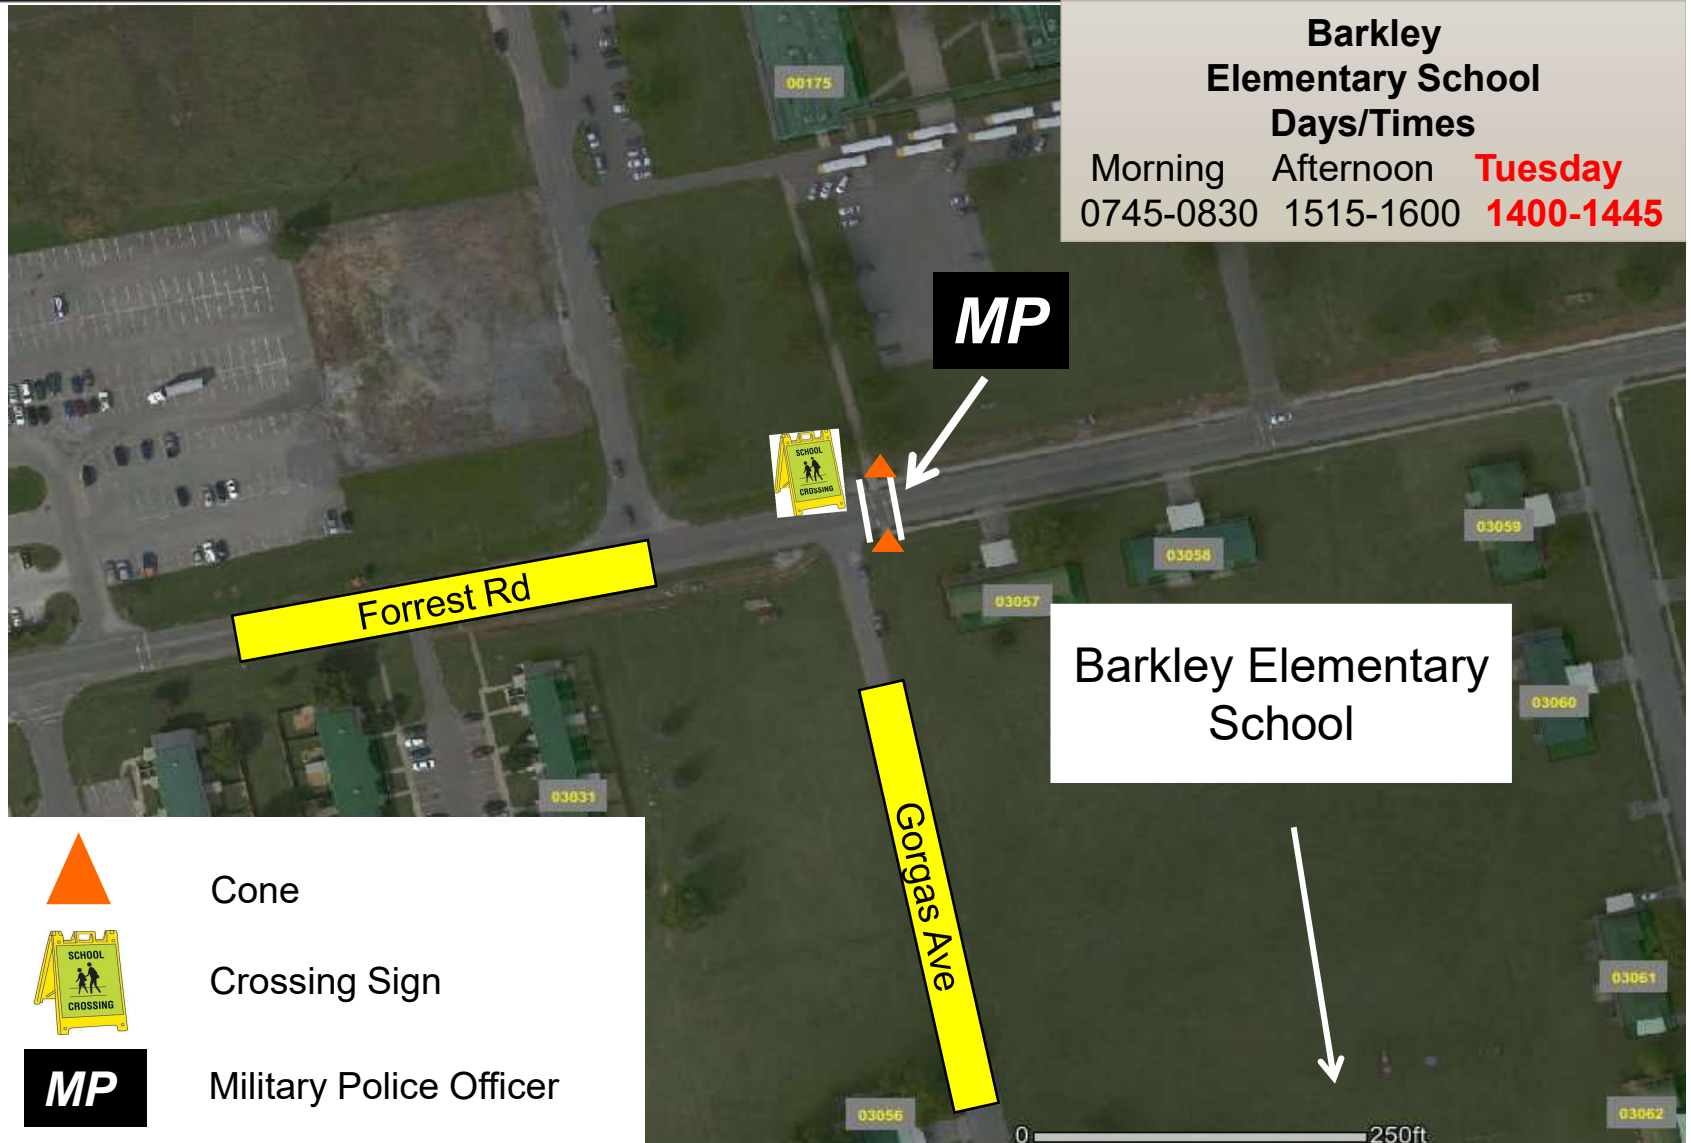 Barkley
Elementary School
Days/Times
Morning Afternoon Tuesday
0745-0830 1515-1600 1400-1445
00175
MP
SCHOOL
CROSSING
03059
03058
Forrest Rd
03057
Barkley Elementary
School
03060
03031
Gorgas Ave
Cone
SCHOOL
CROSSING
Crossing Sign
03061
MP
Military Police Officer
03056
03062
0 250ft